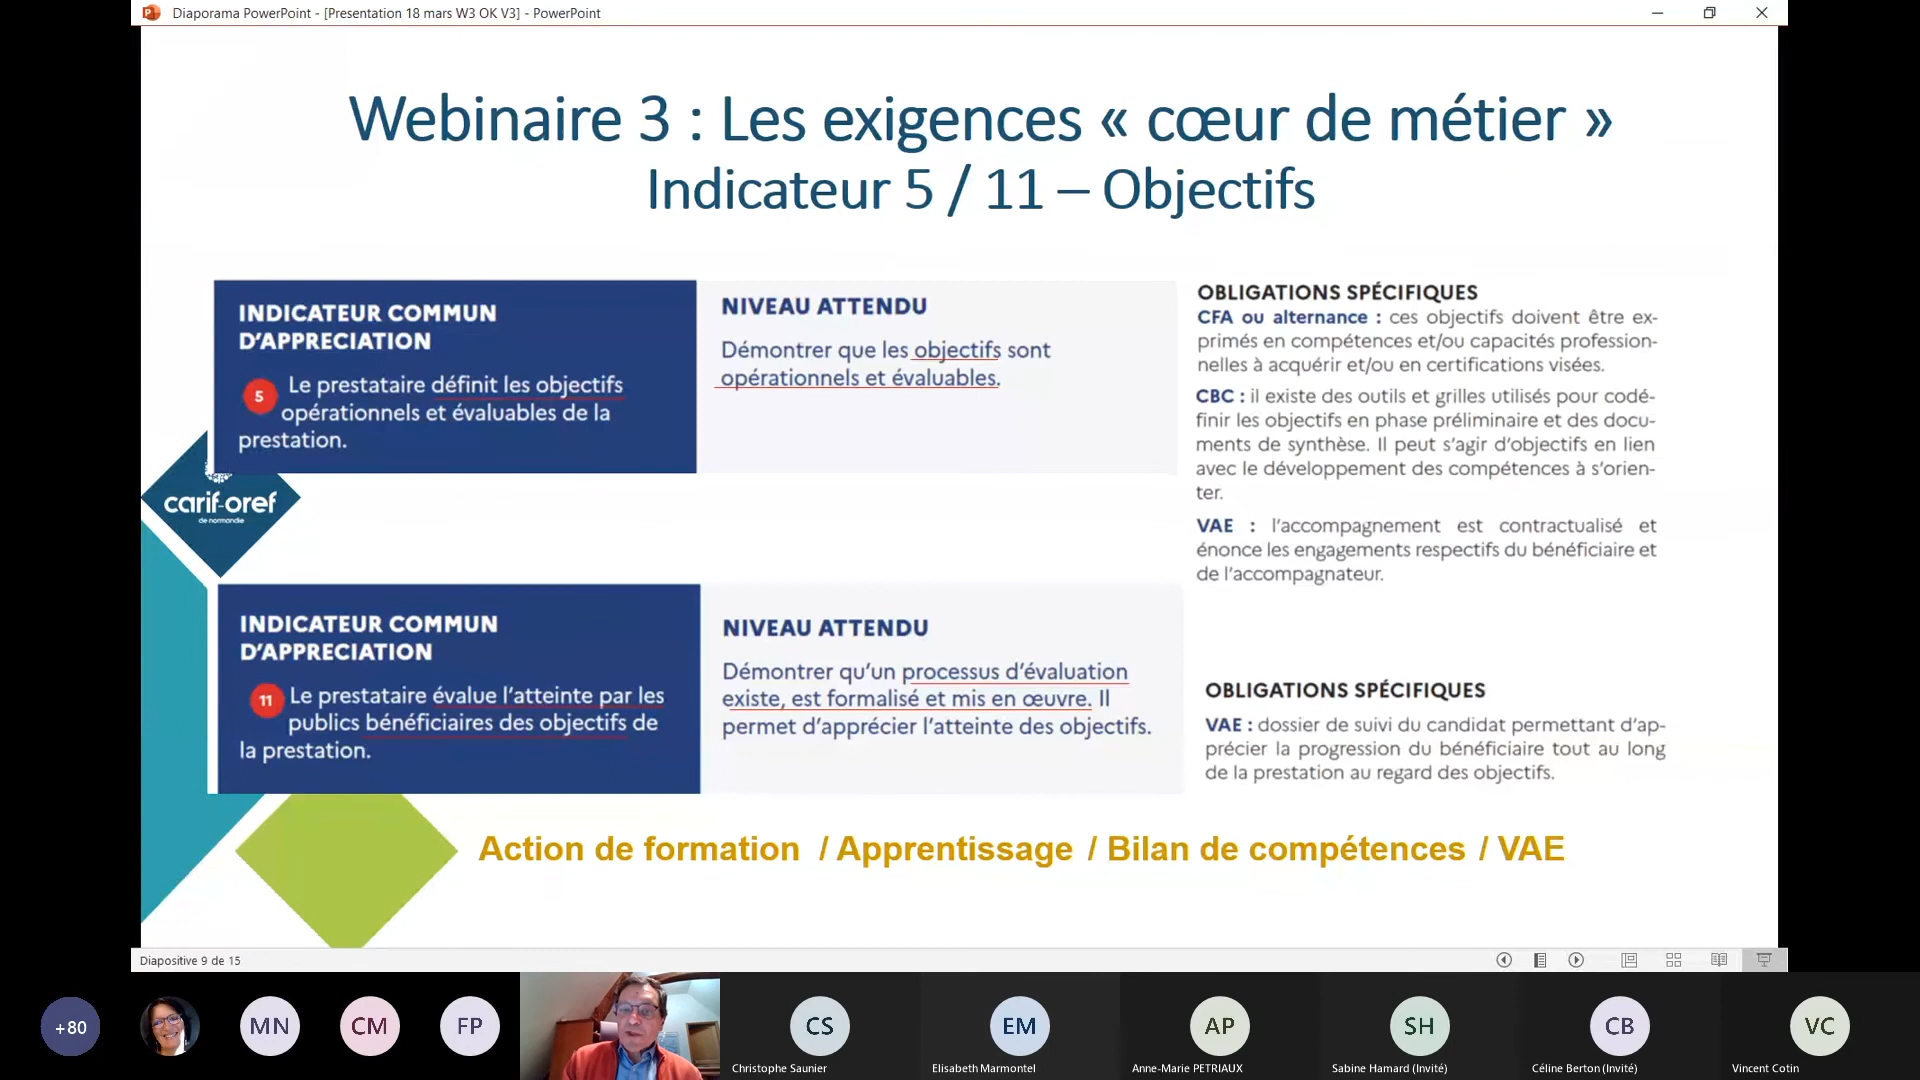 Diaporama PowerPoint - [Presentation 18 mars W3 OK V3] - PowerPoint
Webinaire 3 : Les exigences « cœur de métier »
Indicateur 5 / 11 – Objectifs
INDICATEUR COMMUN
D’APPRECIATION
5 Le prestataire définit les objectifs
opérationnels et évaluables de la
prestation.
NIVEAU ATTENDU
Démontrer que les objectifs sont
opérationnels et évaluables.
OBLIGATIONS SPÉCIFIQUES
CFA ou alternance : ces objectifs doivent être ex-
primés en compétences et/ou capacités profession-
nelles à acquérir et/ou en certifications visées.
CBC : il existe des outils et grilles utilisés pour codé-
finir les objectifs en phase préliminaire et des docu-
ments de synthèse. Il peut s’agir d’objectifs en lien
avec le développement des compétences à s’orien-
ter.
VAE : l’accompagnement est contractualisé et
énonce les engagements respectifs du bénéficiaire et
de l’accompagnateur.
carif-oref
de normandie
INDICATEUR COMMUN
D’APPRECIATION
11 Le prestataire évalue l’atteinte par les
publics bénéficiaires des objectifs de
la prestation.
NIVEAU ATTENDU
Démontrer qu’un processus d’évaluation
existe, est formalisé et mis en œuvre. Il
permet d’apprécier l’atteinte des objectifs.
OBLIGATIONS SPÉCIFIQUES
VAE : dossier de suivi du candidat permettant d’ap-
précier la progression du bénéficiaire tout au long
de la prestation au regard des objectifs.
Action de formation / Apprentissage / Bilan de compétences / VAE
Diapositive 9 de 15
+80
MN
CM
FP
CS
EM
AP
SH
CB
VC
Christophe Saunier
Elisabeth Marmontel
Anne-Marie PETRIAUX
Sabine Hamard (Invité)
Céline Berton (Invité)
Vincent Cotin